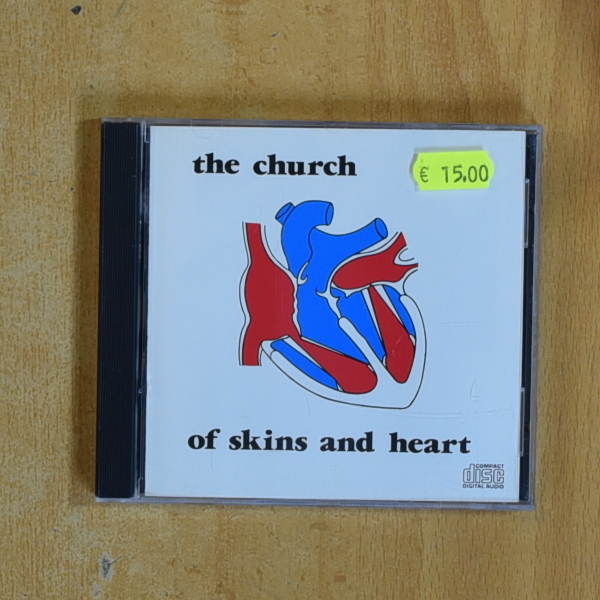 the church
€ 15,00
of skins and heart
COMPACT
disc
DIGITAL AUDIO